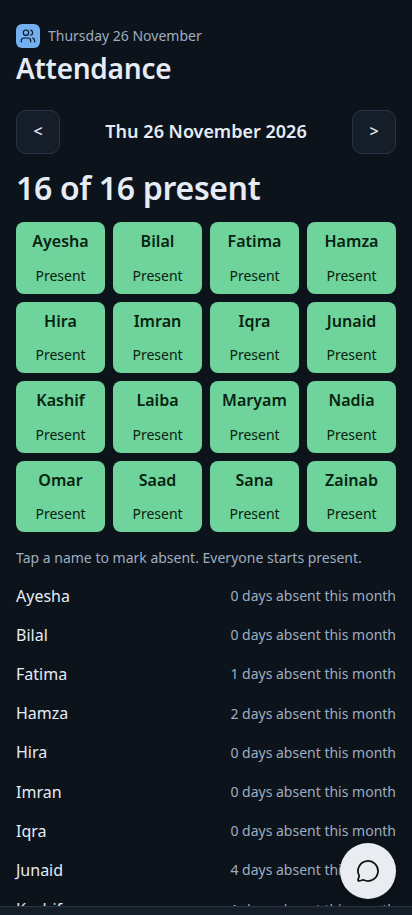 Thursday 26 November
Attendance
< Thu 26 November 2026 >
16 of 16 present
Ayesha Bilal Fatima Hamza
Present Present Present Present
Hira Imran Iqra Junaid
Present Present Present Present
Kashif Laiba Maryam Nadia
Present Present Present Present
Omar Saad Sana Zainab
Present Present Present Present
Tap a name to mark absent. Everyone starts present.
Ayesha 0 days absent this month
Bilal 0 days absent this month
Fatima 1 days absent this month
Hamza 2 days absent this month
Hira 0 days absent this month
Imran 0 days absent this month
Iqra 0 days absent this month
Junaid 4 days absent